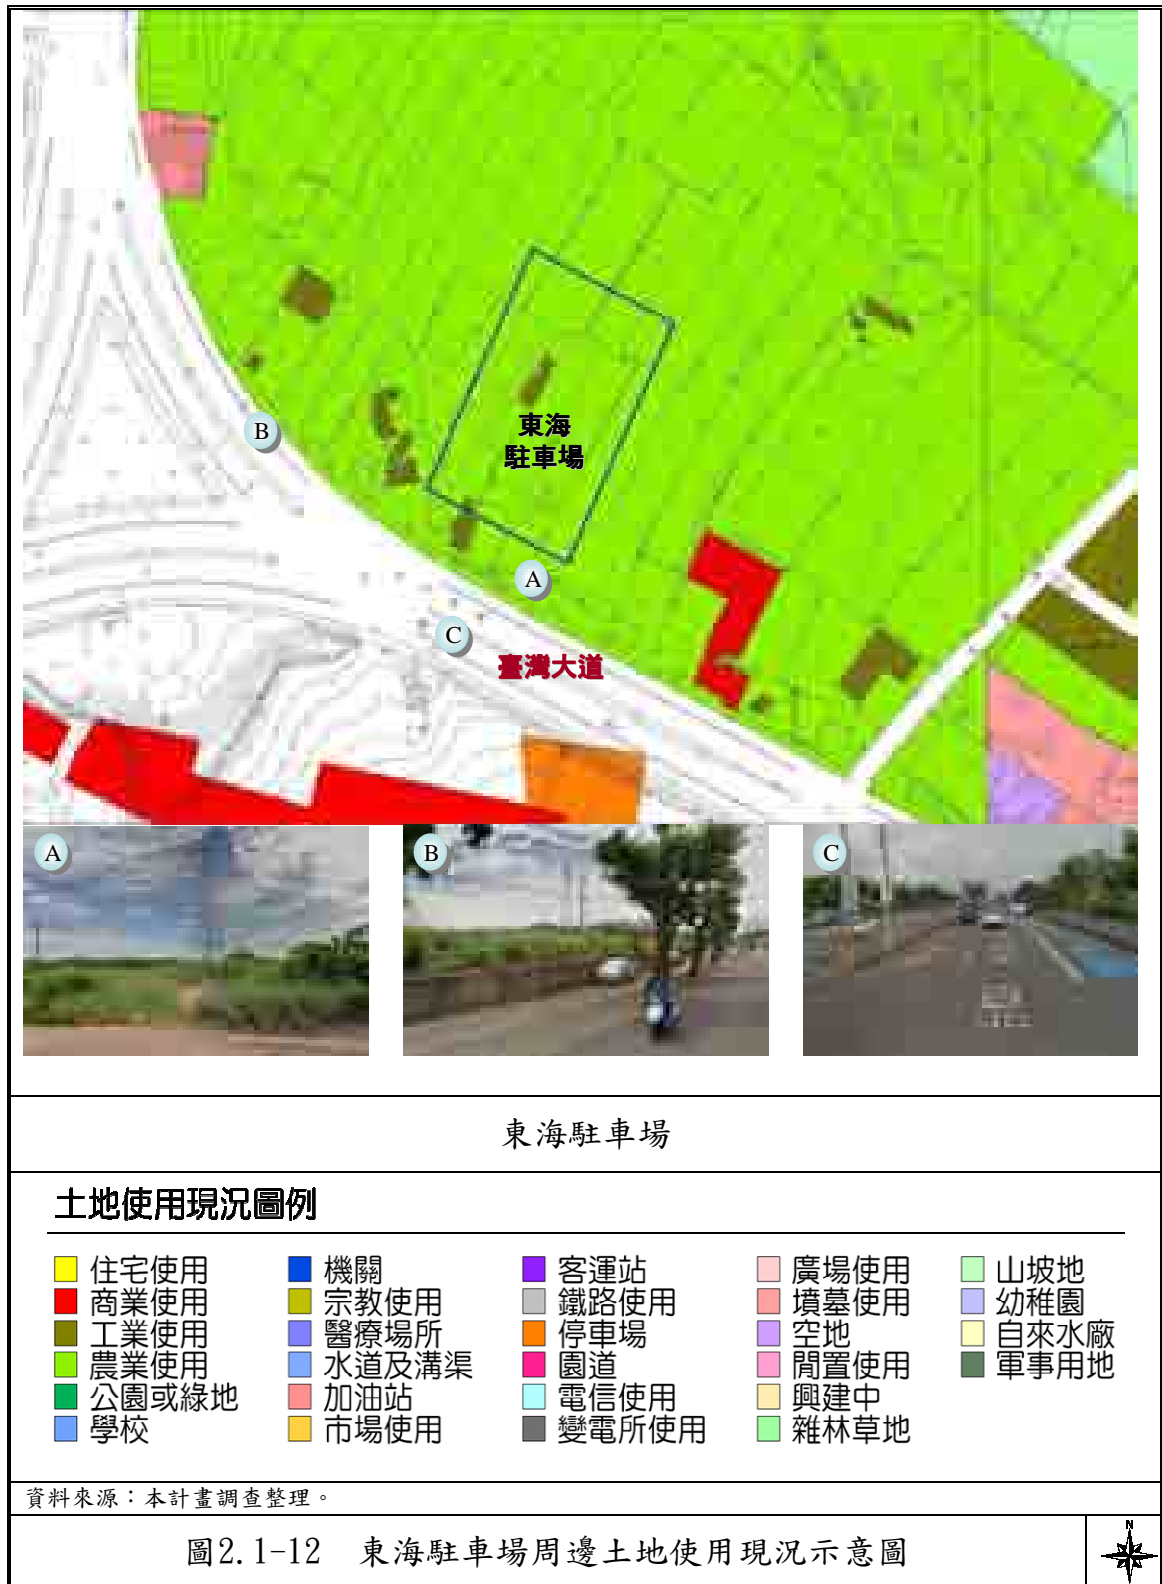 B
東海
駐車場
A
C
臺灣大道
A
B
C
東海駐車場
土地使用現況圖例
住宅使用
機關
客運站
廣場使用
山坡地
商業使用
宗教使用
鐵路使用
墳墓使用
幼稚園
工業使用
醫療場所
停車場
空地
自來水廠
農業使用
水道及溝渠
園道
閒置使用
軍事用地
公園或綠地
加油站
電信使用
興建中
學校
市場使用
變電所使用
雜林草地
資料來源：本計畫調查整理。
圖2.1-12 東海駐車場周邊土地使用現況示意圖
N